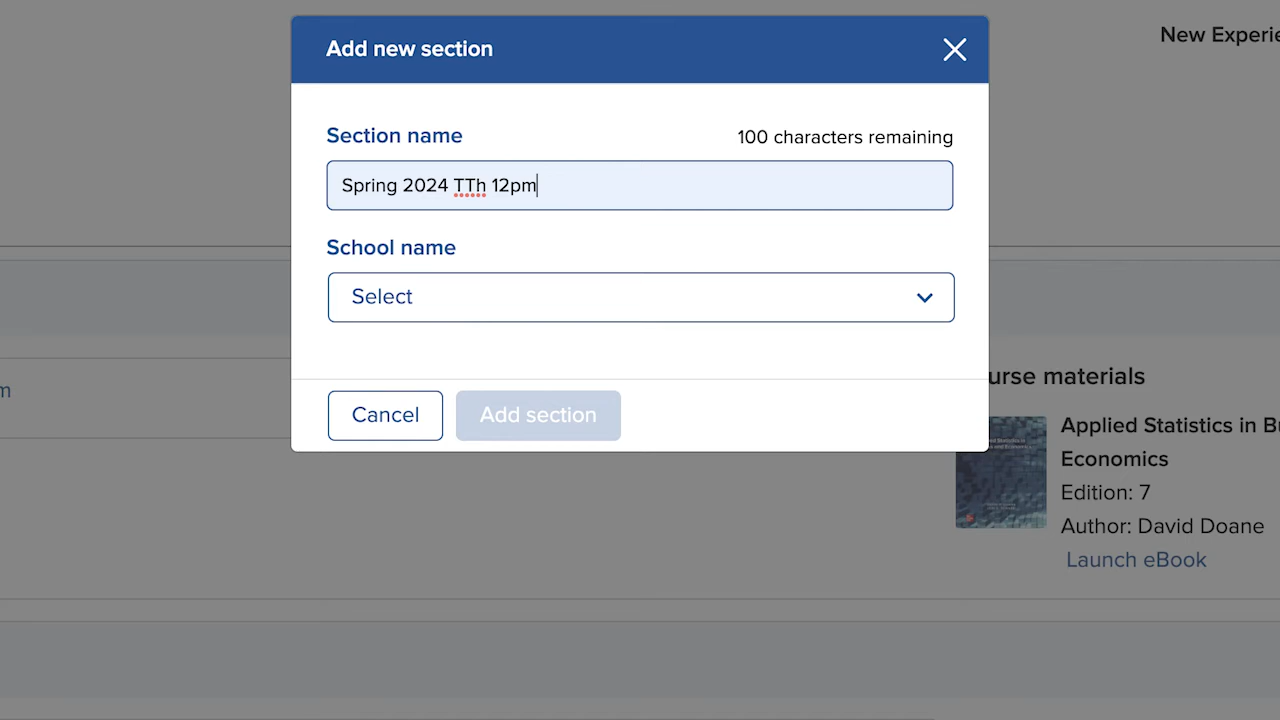 New Experie
Add new section
Section name
100 characters remaining
Spring 2024 TTh 12pm
School name
Select
Cancel
Add section
m
urse materials
Applied Statistics in Bu
Economics
Edition: 7
Author: David Doane
Launch eBook